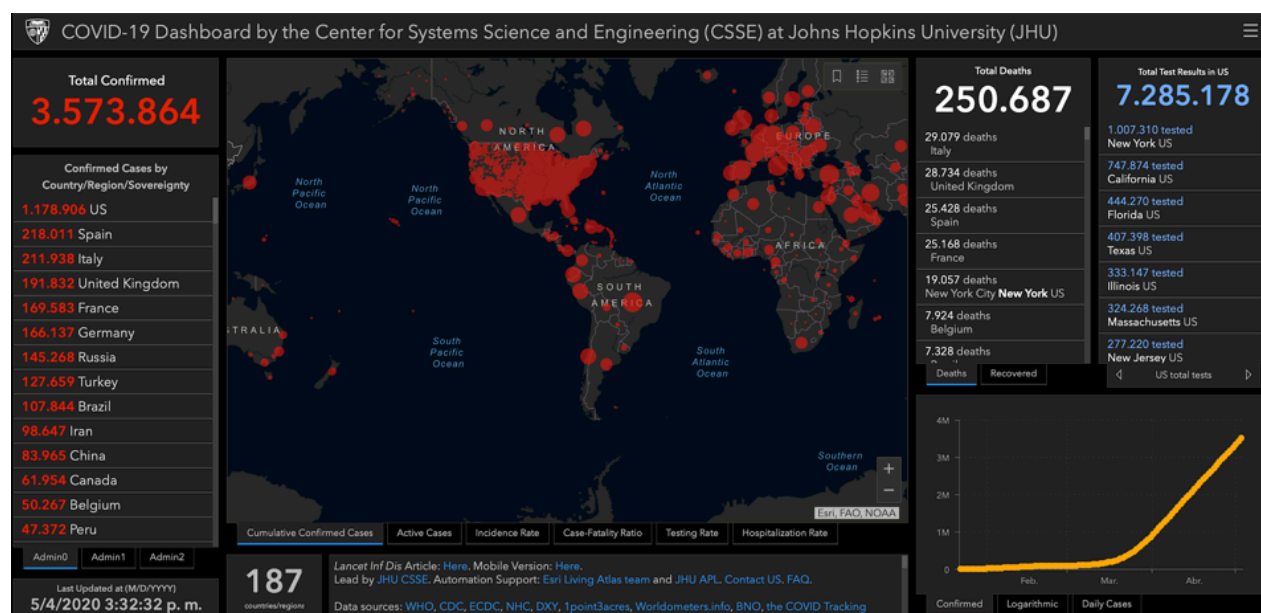 COVID-19 Dashboard by the Center for Systems Science and Engineering (CSSE) at Johns Hopkins University (JHU)
Total Confirmed
3.573.864
Confirmed Cases by
Country/Region/Sovereignty
1.178.906 US
218.011 Spain
211.938 Italy
191.832 United Kingdom
169.583 France
166.137 Germany
145.268 Russia
127.659 Turkey
107.844 Brazil
98.647 Iran
83.965 China
61.954 Canada
50.267 Belgium
47.372 Peru
Admin0
Admin1
Admin2
Last Updated at (M/D/YYYY)
5/4/2020 3:32:32 p. m.
NORTH
AMERICA
EUROPE
North
Pacific
Ocean
North
Pacific
Ocean
North
Atlantic
Ocean
AFRICA
SOUTH
AMERICA
STRALIA
South
Pacific
Ocean
South
Atlantic
Ocean
Southern
Ocean
+
−
Esri, FAO, NOAA
Cumulative Confirmed Cases
Active Cases
Incidence Rate
Case-Fatality Ratio
Testing Rate
Hospitalization Rate
187
countries/regions
Lancet Inf Dis Article: Here. Mobile Version: Here.
Lead by JHU CSSE. Automation Support: Esri Living Atlas team and JHU APL. Contact US. FAQ.
Data sources: WHO, CDC, ECDC, NHC, DXY, 1point3acres, Worldometers.info, BNO, the COVID Tracking
Total Deaths
250.687
29.079 deaths
Italy
28.734 deaths
United Kingdom
25.428 deaths
Spain
25.168 deaths
France
19.057 deaths
New York City New York US
7.924 deaths
Belgium
7.328 deaths
Deaths
Recovered
Total Test Results in US
7.285.178
1.007.310 tested
New York US
747.874 tested
California US
444.270 tested
Florida US
407.398 tested
Texas US
333.147 tested
Illinois US
324.268 tested
Massachusetts US
277.220 tested
New Jersey US
US total tests
4M
3M
2M
1M
0
Feb.
Mar.
Abr.
Confirmed
Logarithmic
Daily Cases